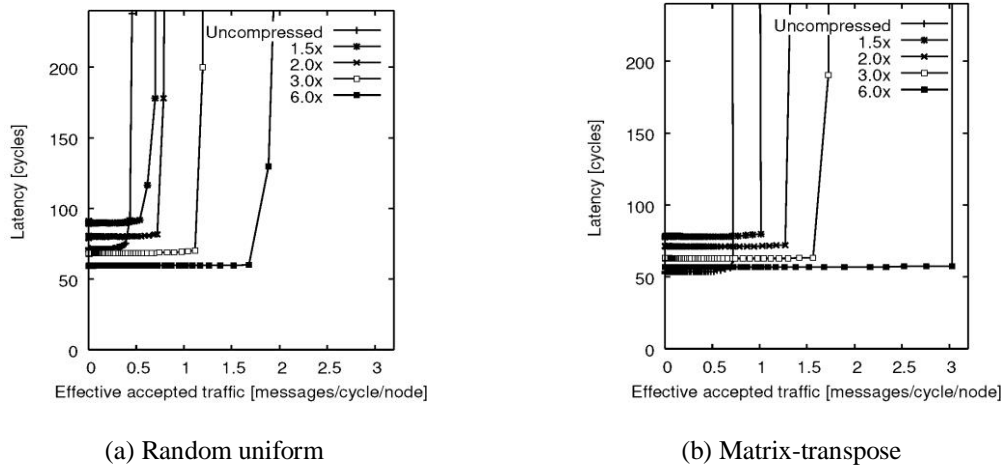 Uncompressed
1.5x
2.0x
3.0x
6.0x
200
150
100
50
0
Latency [cycles]
0 0.5 1 1.5 2 2.5 3
Effective accepted traffic [messages/cycle/node]
(a) Random uniform
Uncompressed
1.5x
2.0x
3.0x
6.0x
200
150
100
50
0
Latency [cycles]
0 0.5 1 1.5 2 2.5 3
Effective accepted traffic [messages/cycle/node]
(b) Matrix-transpose